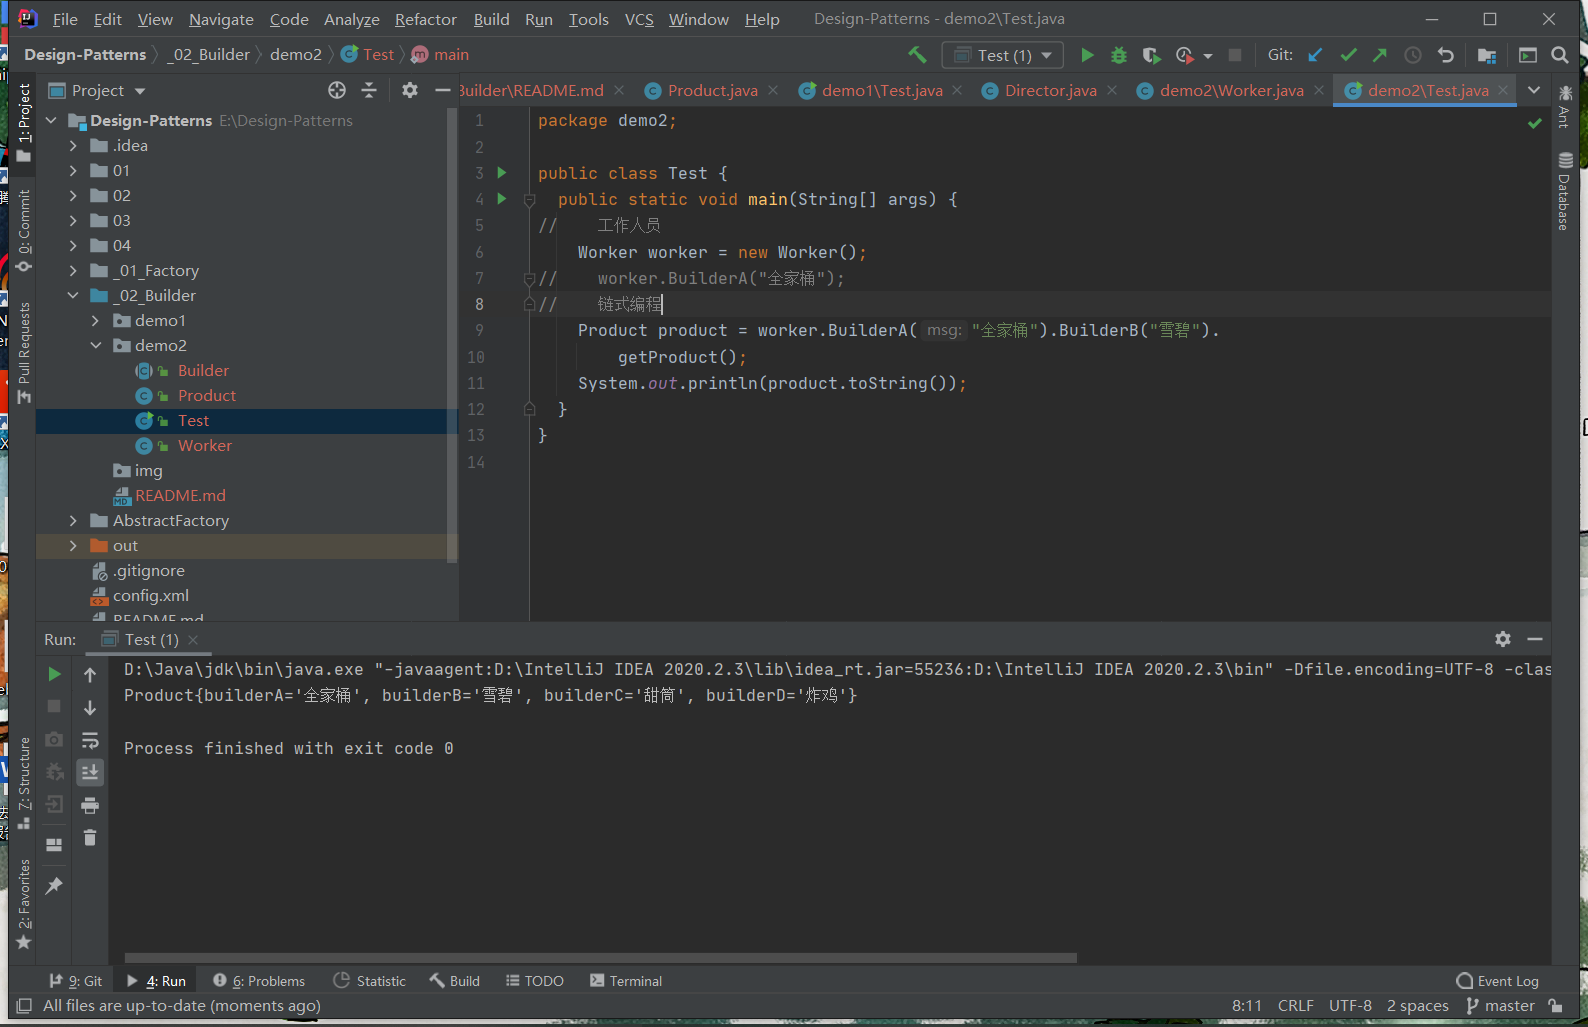 File Edit View Navigate Code Analyze Refactor Build Run Tools VCS Window Help Design-Patterns - demo2\Test.java
Design-Patterns _02_Builder demo2 Test main
Test (1) Git:
1: Project
0: Commit
Pull Requests
Z: Structure
2: Favorites
Project
Design-Patterns E:\Design-Patterns
.idea
01
02
03
04
_01_Factory
_02_Builder
demo1
demo2
Builder
Product
Test
Worker
img
README.md
AbstractFactory
out
.gitignore
config.xml
README.md
Builder\README.md Product.java demo1\Test.java Director.java demo2\Worker.java demo2\Test.java
1 package demo2;
2
3 public class Test {
4 public static void main(String[] args) {
5 // 工作人员
6 Worker worker = new Worker();
7 // worker.BuilderA("全家桶");
8 // 链式编程
9 Product product = worker.BuilderA( msg: "全家桶").BuilderB("雪碧").
10 getProduct();
11 System.out.println(product.toString());
12 }
13 }
14
Ant
Database
Run: Test (1)
D:\Java\jdk\bin\java.exe "-javaagent:D:\IntelliJ IDEA 2020.2.3\lib\idea_rt.jar=55236:D:\IntelliJ IDEA 2020.2.3\bin" -Dfile.encoding=UTF-8 -clas
Product{builderA='全家桶', builderB='雪碧', builderC='甜筒', builderD='炸鸡'}
Process finished with exit code 0
9: Git 4: Run 6: Problems Statistic Build TODO Terminal Event Log
All files are up-to-date (moments ago) 8:11 CRLF UTF-8 2 spaces master